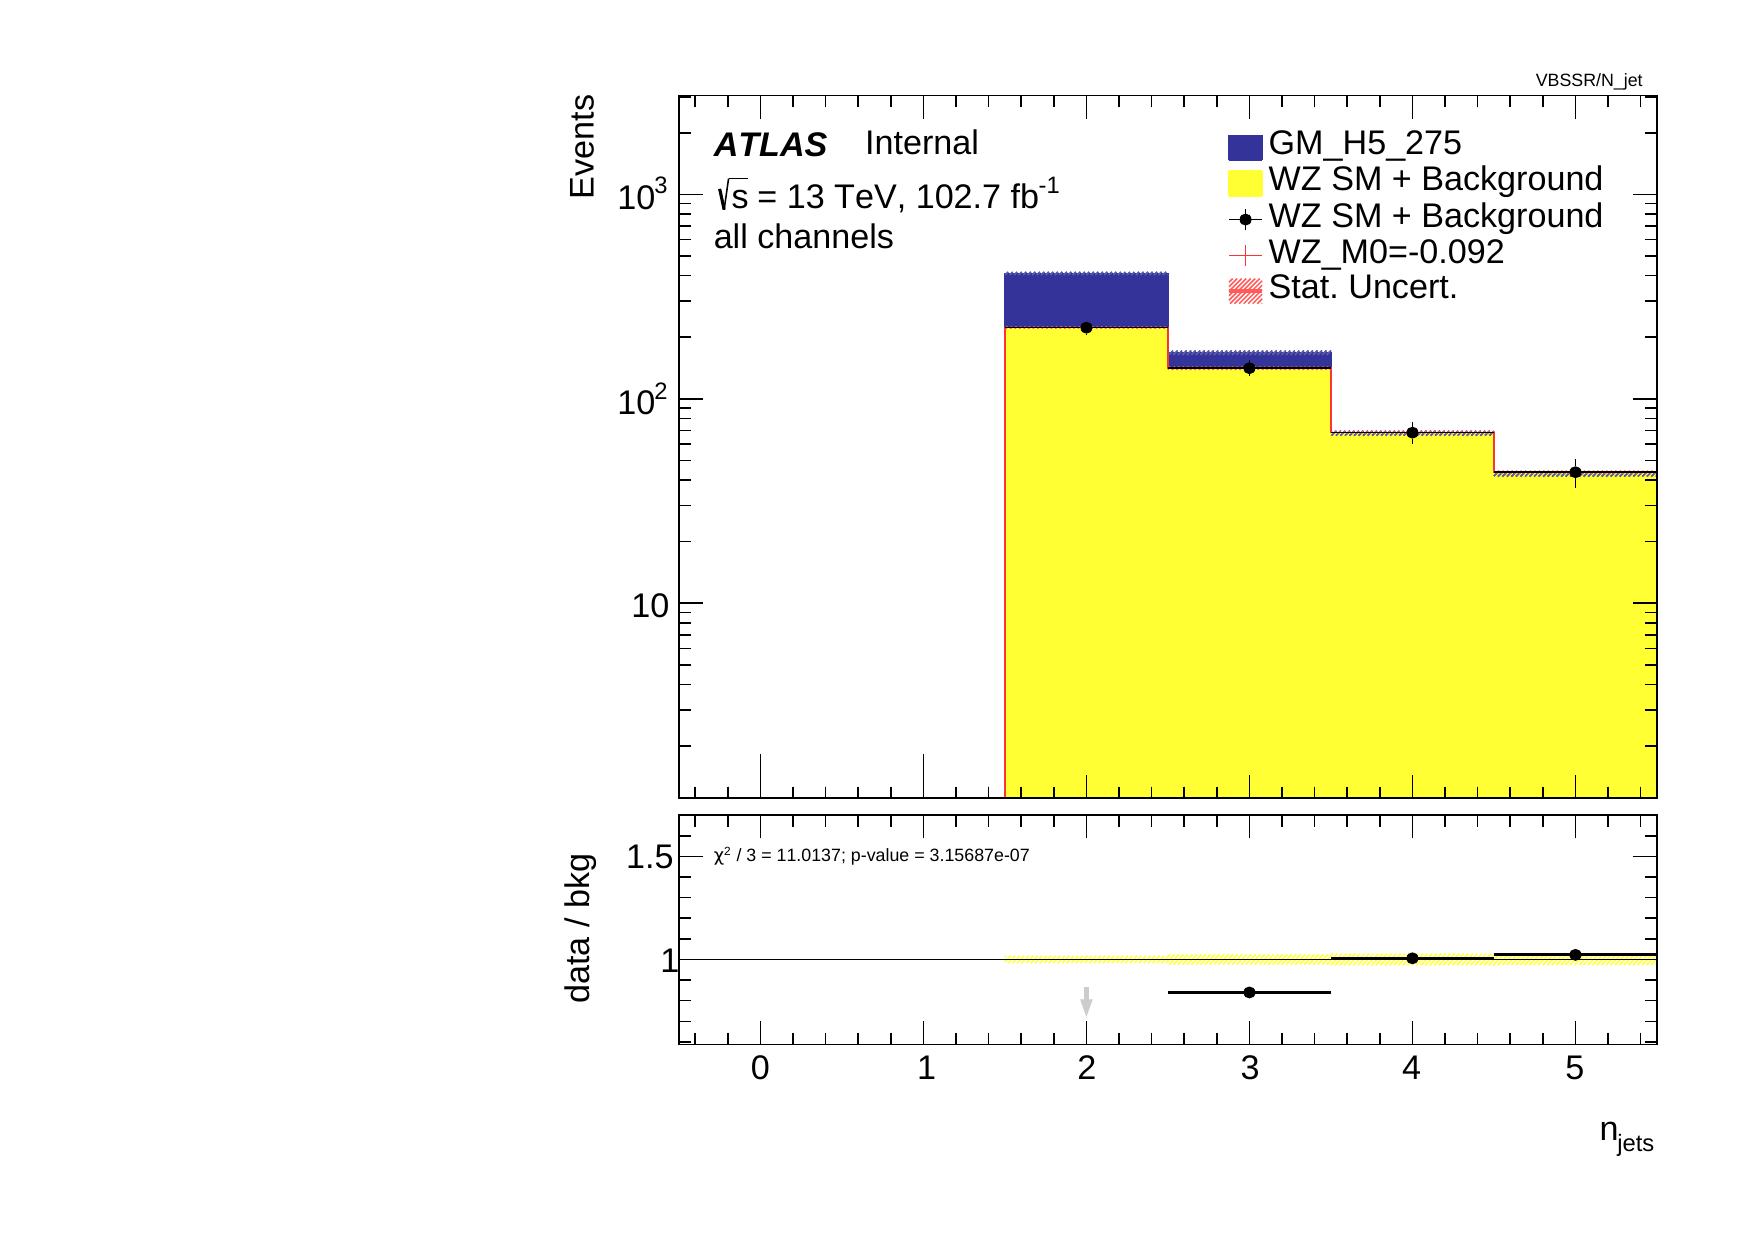 VBSSR/N_jet
Events
ATLAS Internal
√s = 13 TeV, 102.7 fb-1
all channels
GM_H5_275
WZ SM + Background
WZ SM + Background
WZ_M0=-0.092
Stat. Uncert.
10³
10²
10
data / bkg
χ² / 3 = 11.0137; p-value = 3.15687e-07
1.5
1
0 1 2 3 4 5
njets